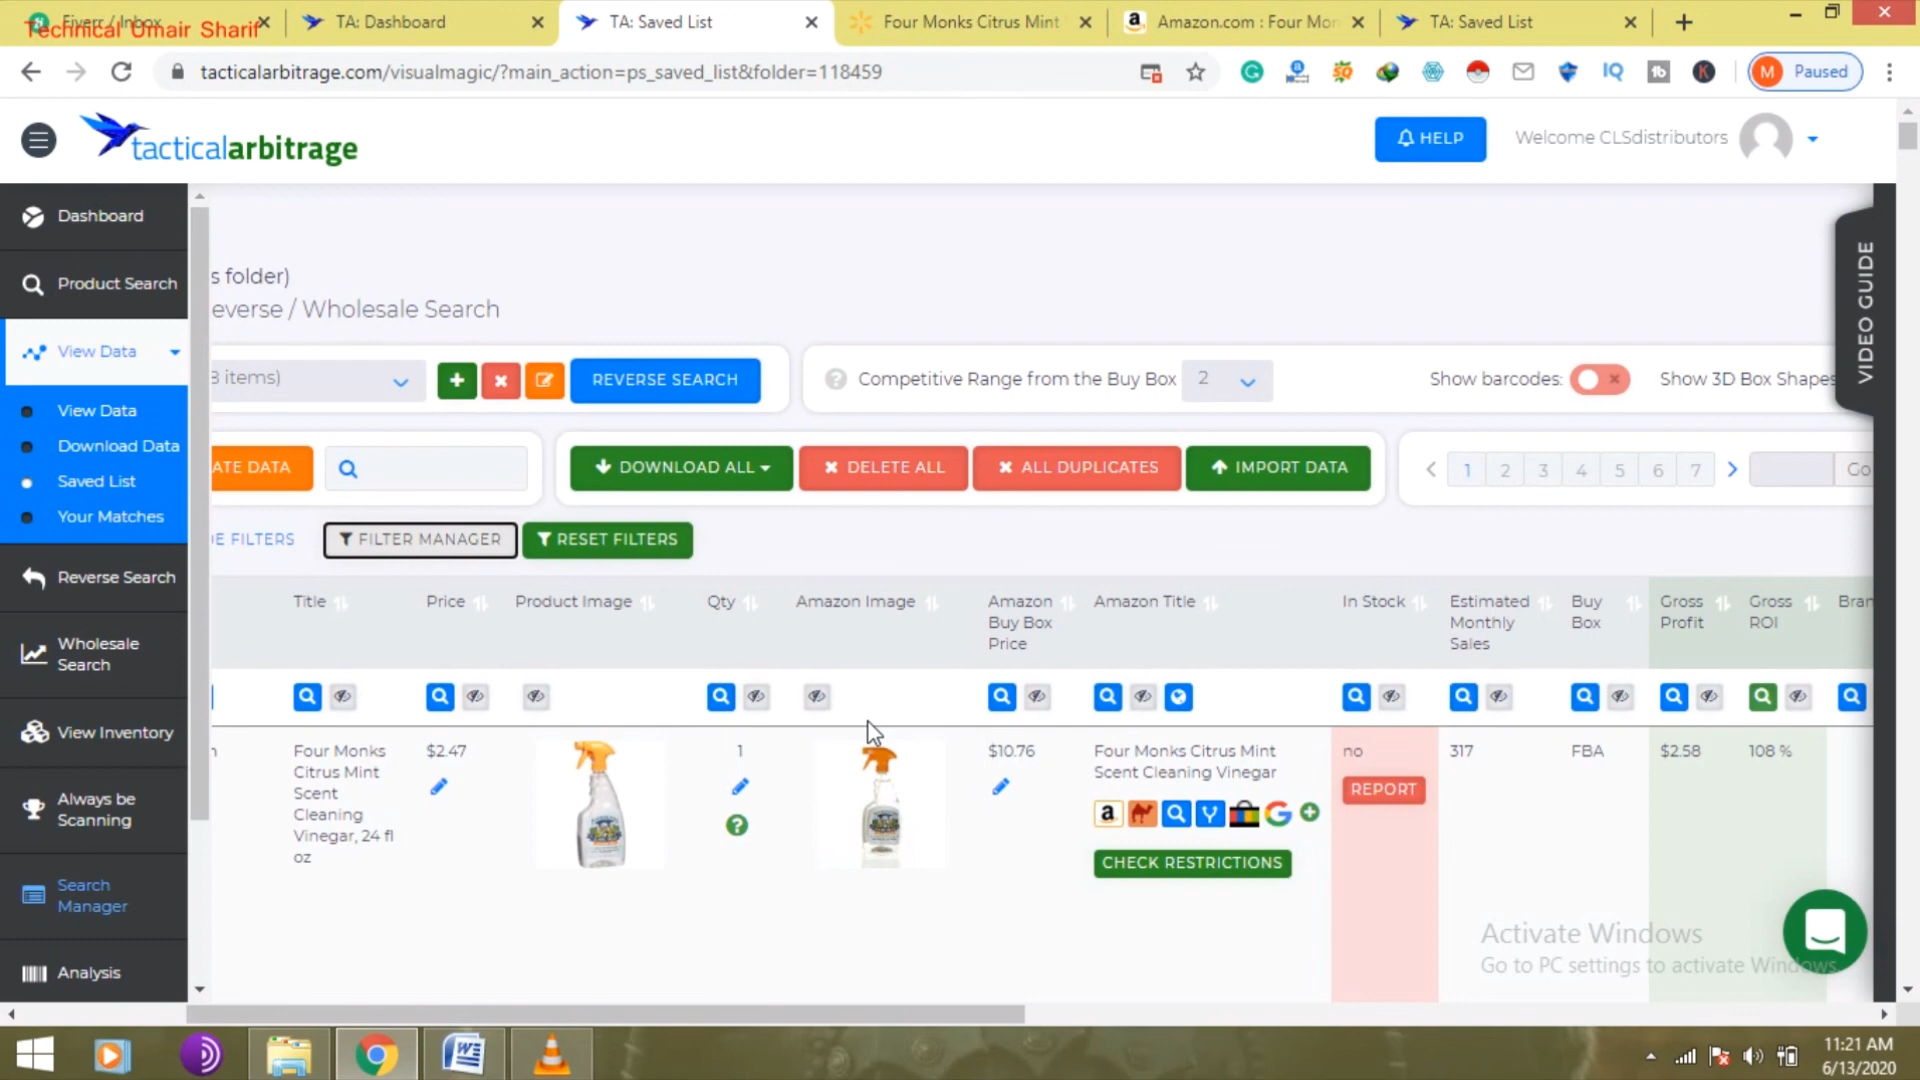 Fiverr / Inbox
Technical Umair Sharif
TA: Dashboard
TA: Saved List
Four Monks Citrus Mint
Amazon.com : Four Mon
TA: Saved List
tacticalarbitrage.com/visualmagic/?main_action=ps_saved_list&folder=118459
IQ
M Paused
tacticalarbitrage
HELP
Welcome CLSdistributors
Dashboard
Product Search
View Data
View Data
Download Data
Saved List
Your Matches
Reverse Search
Wholesale
Search
View Inventory
Always be
Scanning
Search
Manager
Analysis
s folder)
everse / Wholesale Search
8 items)
REVERSE SEARCH
Competitive Range from the Buy Box 2
Show barcodes:
Show 3D Box Shapes
VIDEO GUIDE
ATE DATA
DOWNLOAD ALL
DELETE ALL
ALL DUPLICATES
IMPORT DATA
1 2 3 4 5 6 7
Go
DE FILTERS
FILTER MANAGER
RESET FILTERS
Title
Price
Product Image
Qty
Amazon Image
Amazon
Buy Box
Price
Amazon Title
In Stock
Estimated
Monthly
Sales
Buy
Box
Gross
Profit
Gross
ROI
Bran
Four Monks
Citrus Mint
Scent
Cleaning
Vinegar, 24 fl
oz
$2.47
1
$10.76
Four Monks Citrus Mint
Scent Cleaning Vinegar
CHECK RESTRICTIONS
no
REPORT
317
FBA
$2.58
108 %
Activate Windows
Go to PC settings to activate Windows.
11:21 AM
6/13/2020